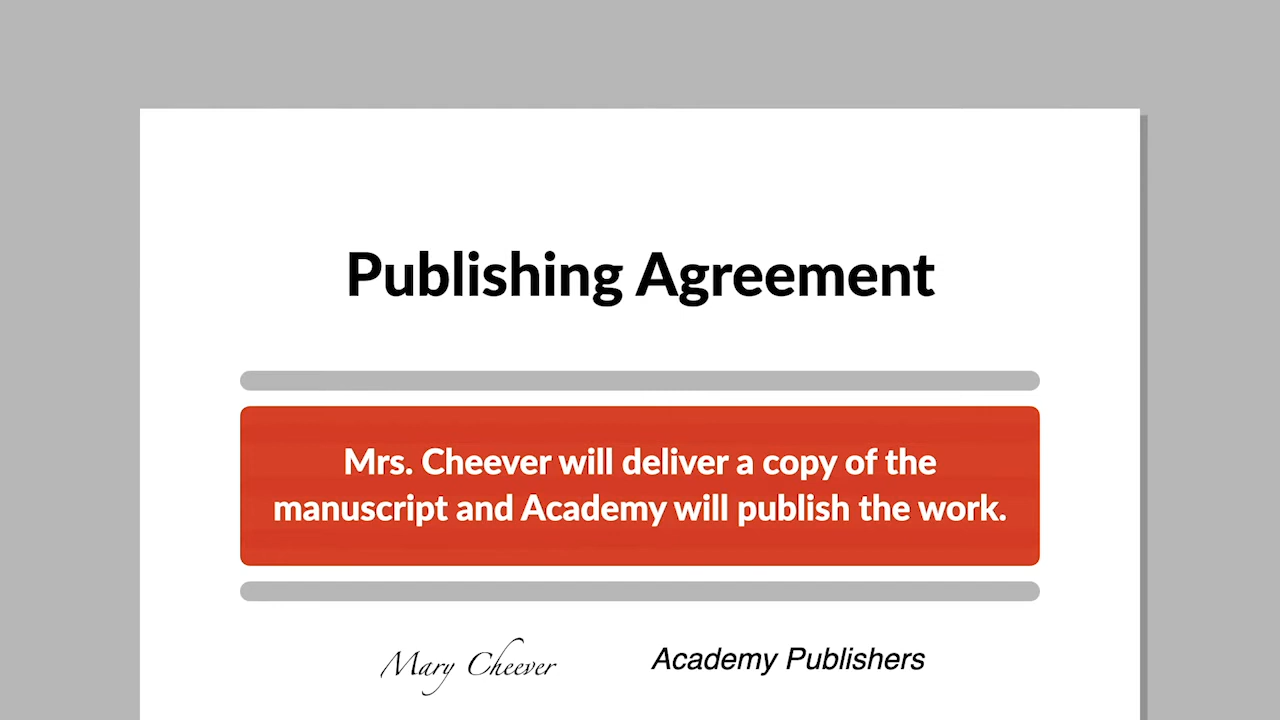 Publishing Agreement
Mrs. Cheever will deliver a copy of the
manuscript and Academy will publish the work.
Mary Cheever
Academy Publishers